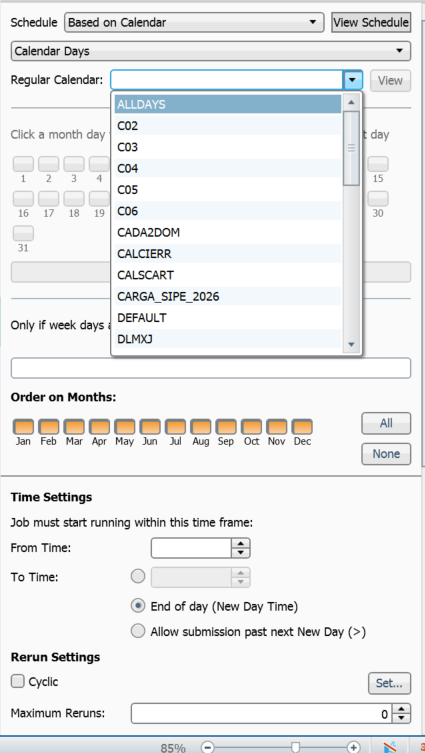 Schedule Based on Calendar View Schedule
Calendar Days
Regular Calendar: View
ALLDAYS
Click a month day t day
C02
C03
C04
1 2 3 4 15
C05
C06
16 17 18 19 30
CADA2DOM
31
CALCIERR
CALSCART
CARGA_SIPE_2026
DEFAULT
Only if week days a
DLMXJ
Order on Months:
All
Jan Feb Mar Apr May Jun Jul Aug Sep Oct Nov Dec
None
Time Settings
Job must start running within this time frame:
From Time:
To Time:
End of day (New Day Time)
Allow submission past next New Day (>)
Rerun Settings
Cyclic Set...
Maximum Reruns: 0
85%